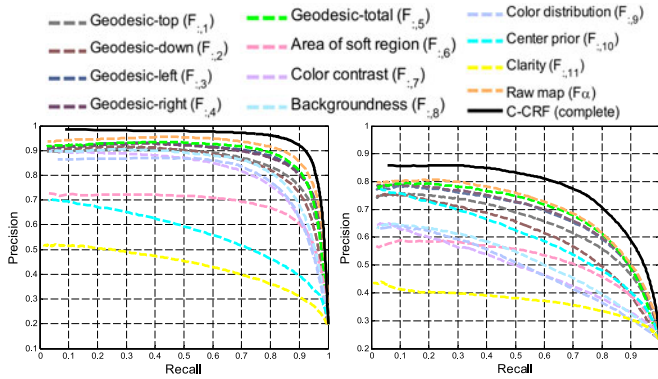 Geodesic-top (F:,1)
Geodesic-down (F:,2)
Geodesic-left (F:,3)
Geodesic-right (F:,4)
Geodesic-total (F:,5)
Area of soft region (F:,6)
Color contrast (F:,7)
Backgroundness (F:,8)
Color distribution (F:,9)
Center prior (F:,10)
Clarity (F:,11)
Raw map (Fα)
C-CRF (complete)
Precision
1
0.9
0.8
0.7
0.6
0.5
0.4
0.3
0.2
0.1
0 0.1 0.2 0.3 0.4 0.5 0.6 0.7 0.8 0.9 1
Recall
Precision
1
0.9
0.8
0.7
0.6
0.5
0.4
0.3
0.2
0 0.1 0.2 0.3 0.4 0.5 0.6 0.7 0.8 0.9
Recall